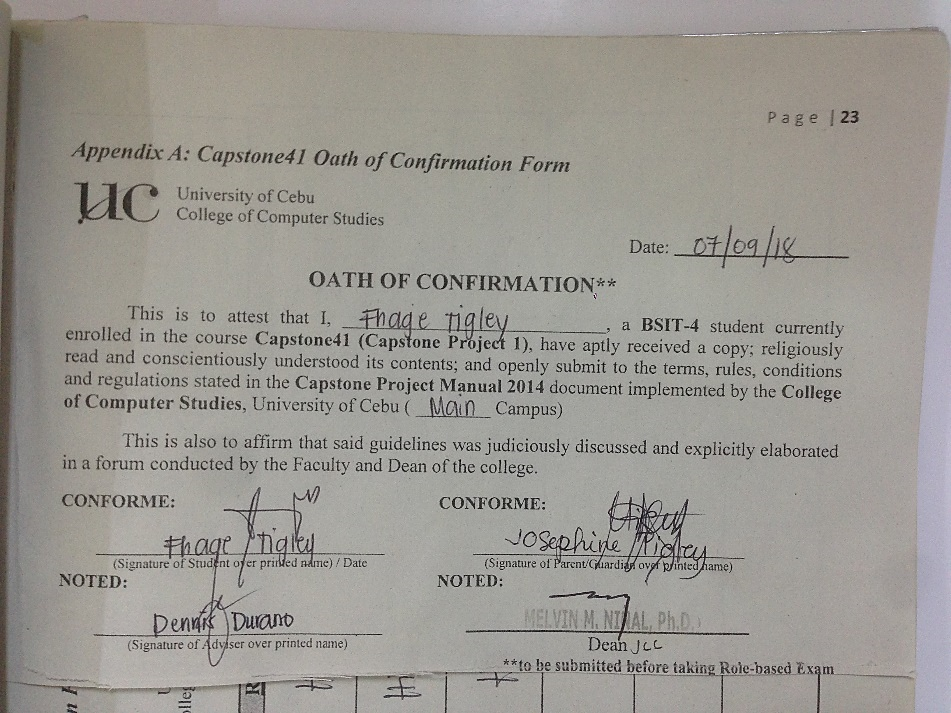 Page | 23
Appendix A: Capstone41 Oath of Confirmation Form
UC University of Cebu
College of Computer Studies
Date: 07/09/18
OATH OF CONFIRMATION**
This is to attest that I, Fhage Tigley, a BSIT-4 student currently
enrolled in the course Capstone41 (Capstone Project 1), have aptly received a copy; religiously
read and conscientiously understood its contents; and openly submit to the terms, rules, conditions
and regulations stated in the Capstone Project Manual 2014 document implemented by the College
of Computer Studies, University of Cebu ( Main Campus)
This is also to affirm that said guidelines was judiciously discussed and explicitly elaborated
in a forum conducted by the Faculty and Dean of the college.
CONFORME: CONFORME:
Fhage Tigley Josephine Tigley
(Signature of Student over printed name) / Date (Signature of Parent/Guardian over printed name)
NOTED: NOTED:
Dennis Durano MELVIN M. NIÑAL, Ph.D.
(Signature of Adviser over printed name) Dean
**to be submitted before taking Role-based Exam